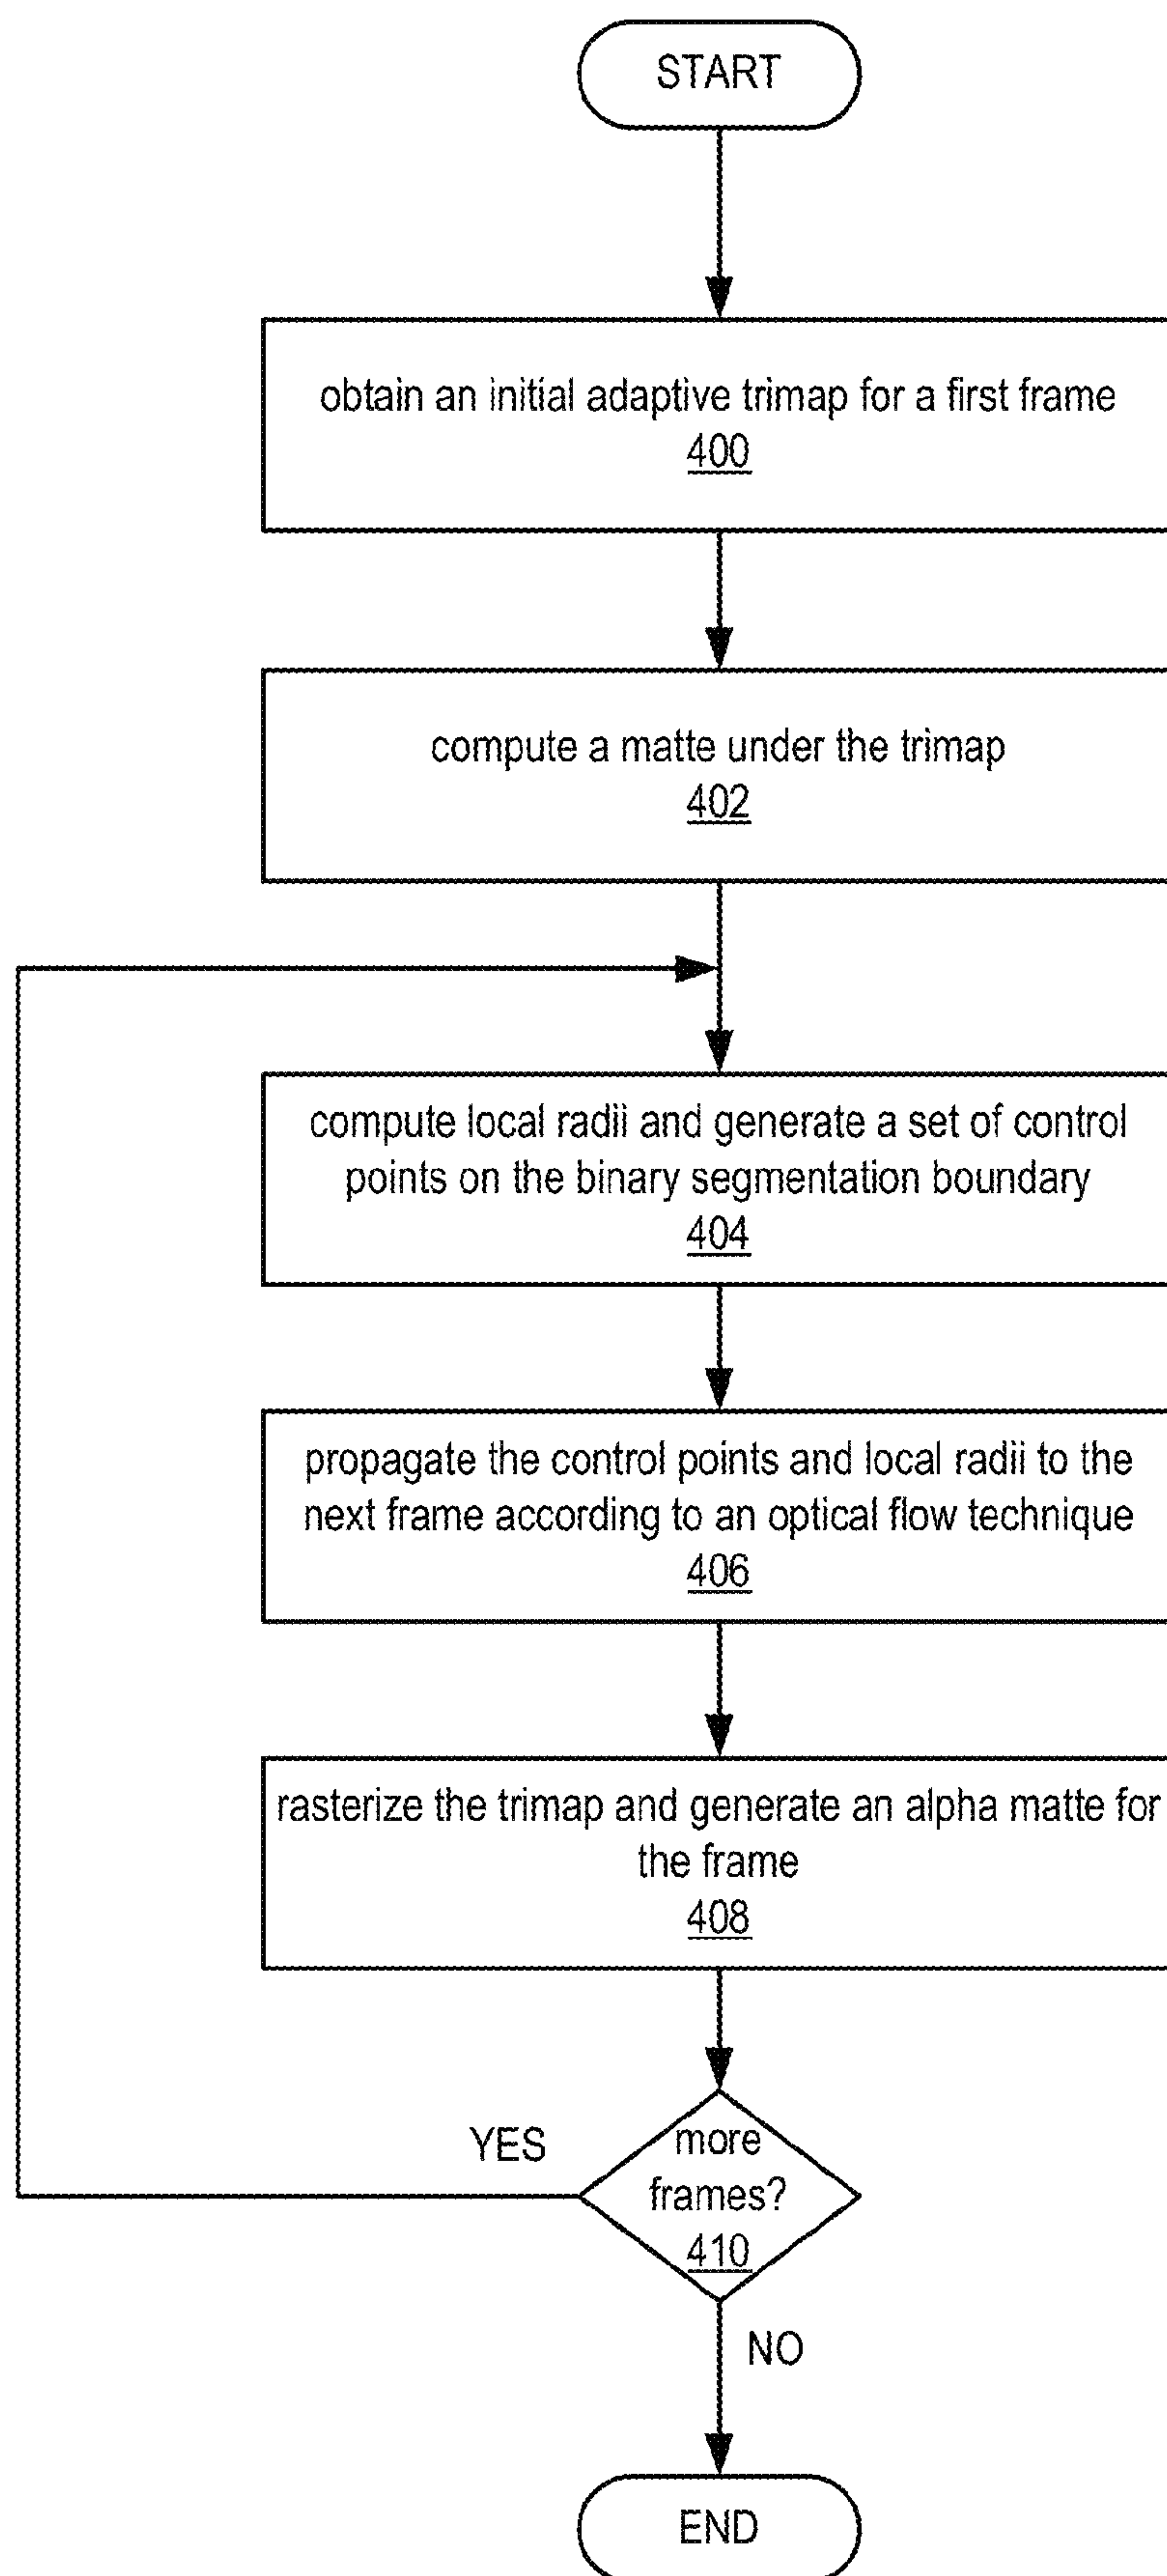 START
obtain an initial adaptive trimap for a first frame
400
compute a matte under the trimap
402
compute local radii and generate a set of control
points on the binary segmentation boundary
404
propagate the control points and local radii to the
next frame according to an optical flow technique
406
rasterize the trimap and generate an alpha matte for
the frame
408
YES
more
frames?
410
NO
END